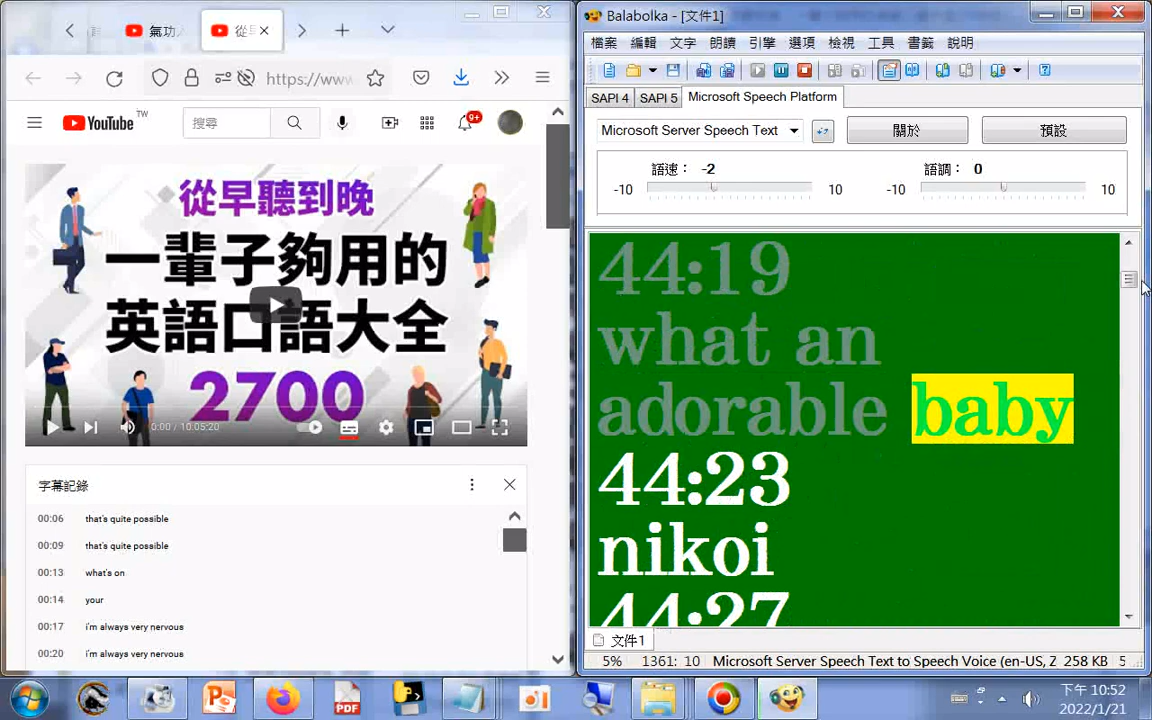 氣功
從
https://www
YouTube TW
搜尋
9+
從早聽到晚
一輩子夠用的
英語口語大全
2700
0:00 / 10:05:20
字幕記錄
00:06 that's quite possible
00:09 that's quite possible
00:13 what's on
00:14 your
00:17 i'm always very nervous
00:20 i'm always very nervous
Balabolka - [文件1]
檔案 編輯 文字 朗讀 引擎 選項 檢視 工具 書籤 說明
SAPI 4 SAPI 5 Microsoft Speech Platform
Microsoft Server Speech Text 關於 預設
語速： -2 語調： 0
-10 10 -10 10
44:19
what an
adorable baby
44:23
nikoi
44:27
文件1
5% 1361: 10 Microsoft Server Speech Text to Speech Voice (en-US, Z 258 KB 5
PDF
下午 10:52
2022/1/21